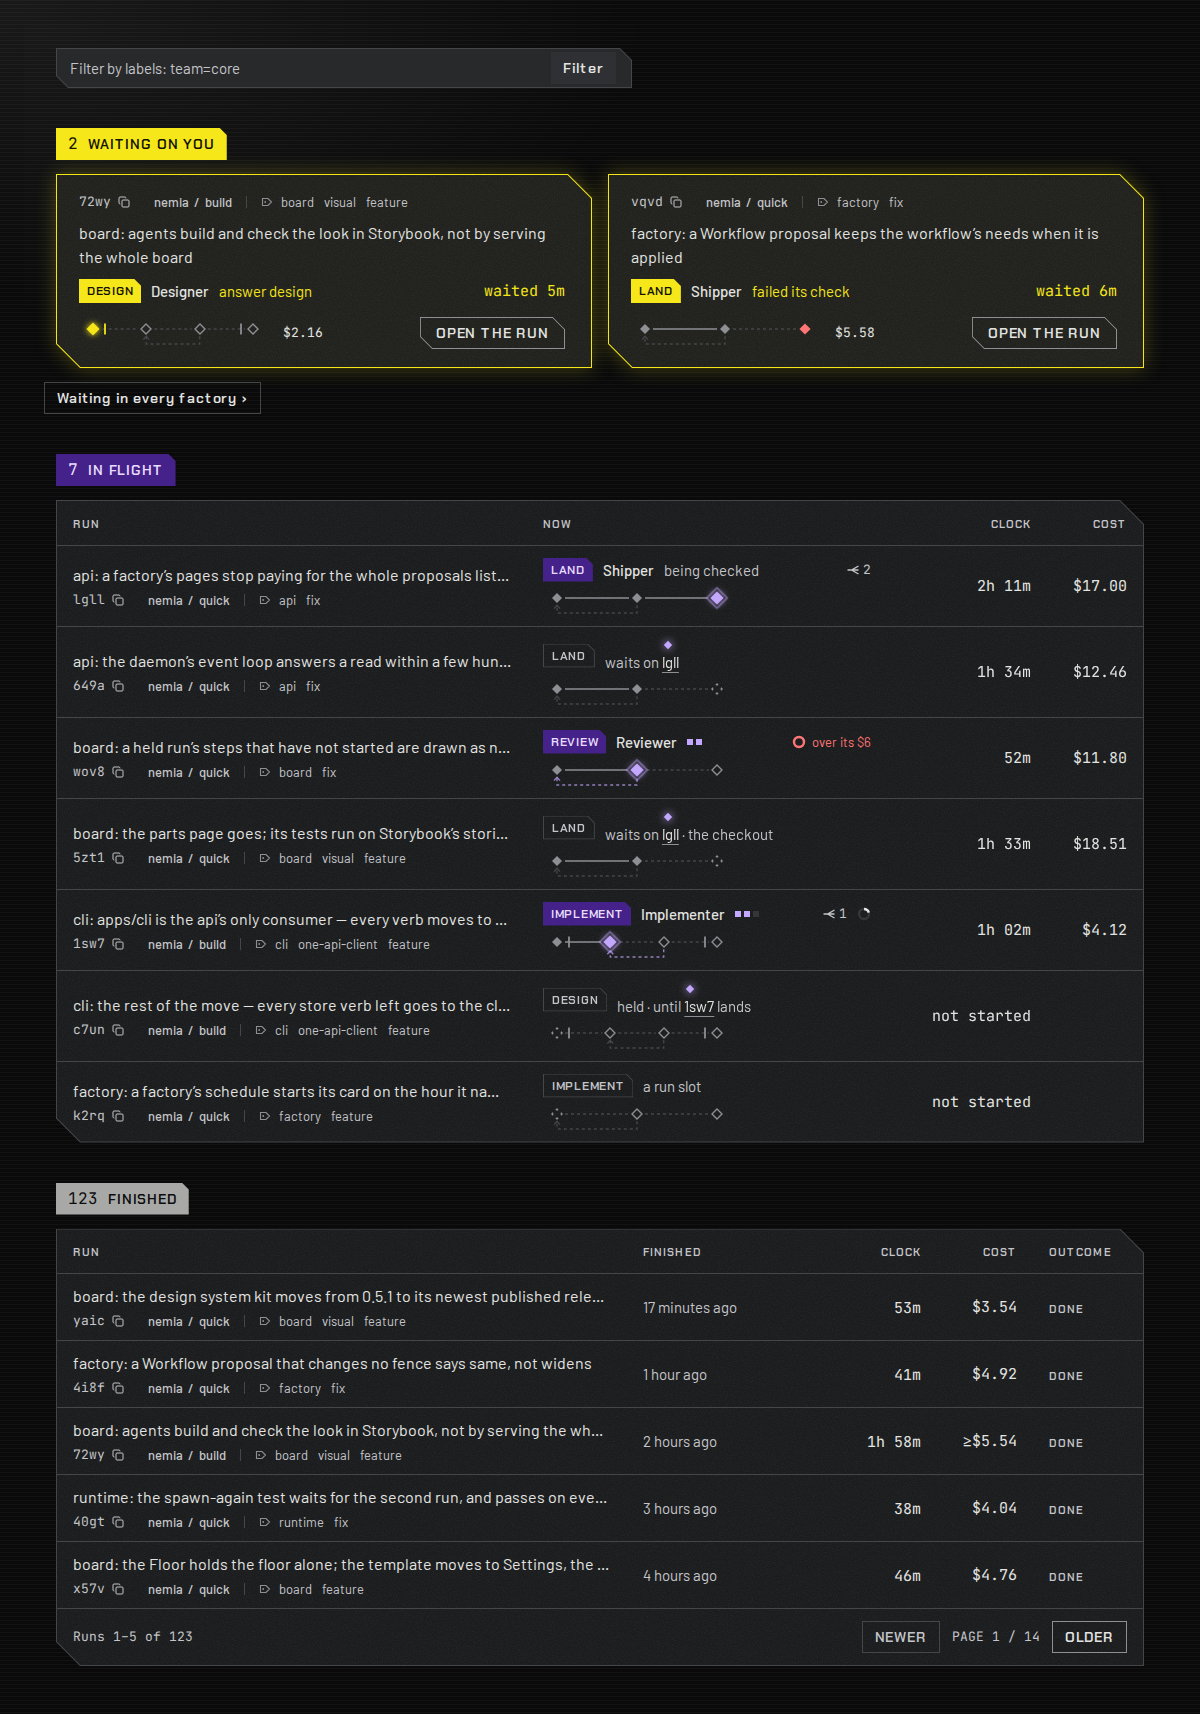 Filter by labels: team=core
Filter
2 WAITING ON YOU
72wy nemla / build board visual feature
board: agents build and check the look in Storybook, not by serving
the whole board
DESIGN Designer answer design waited 5m
$2.16 OPEN THE RUN
vqvd nemla / quick factory fix
factory: a Workflow proposal keeps the workflow's needs when it is
applied
LAND Shipper failed its check waited 6m
$5.58 OPEN THE RUN
Waiting in every factory ›
7 IN FLIGHT
RUN NOW CLOCK COST
api: a factory's pages stop paying for the whole proposals list...
lgll nemla / quick api fix
LAND Shipper being checked 2
2h 11m $17.00
api: the daemon's event loop answers a read within a few hun...
649a nemla / quick api fix
LAND waits on lgll
1h 34m $12.46
board: a held run's steps that have not started are drawn as n...
wov8 nemla / quick board fix
REVIEW Reviewer over its $6
52m $11.80
board: the parts page goes; its tests run on Storybook's stori...
5zt1 nemla / quick board visual feature
LAND waits on lgll · the checkout
1h 33m $18.51
cli: apps/cli is the api's only consumer — every verb moves to ...
1sw7 nemla / build cli one-api-client feature
IMPLEMENT Implementer 1
1h 02m $4.12
cli: the rest of the move — every store verb left goes to the cl...
c7un nemla / build cli one-api-client feature
DESIGN held · until 1sw7 lands
not started
factory: a factory's schedule starts its card on the hour it na...
k2rq nemla / quick factory feature
IMPLEMENT a run slot
not started
123 FINISHED
RUN FINISHED CLOCK COST OUTCOME
board: the design system kit moves from 0.5.1 to its newest published rele...
yaic nemla / quick board visual feature
17 minutes ago 53m $3.54 DONE
factory: a Workflow proposal that changes no fence says same, not widens
4i8f nemla / quick factory fix
1 hour ago 41m $4.92 DONE
board: agents build and check the look in Storybook, not by serving the wh...
72wy nemla / build board visual feature
2 hours ago 1h 58m ≥$5.54 DONE
runtime: the spawn-again test waits for the second run, and passes on eve...
40gt nemla / quick runtime fix
3 hours ago 38m $4.04 DONE
board: the Floor holds the floor alone; the template moves to Settings, the ...
x57v nemla / quick board feature
4 hours ago 46m $4.76 DONE
Runs 1–5 of 123 NEWER PAGE 1 / 14 OLDER